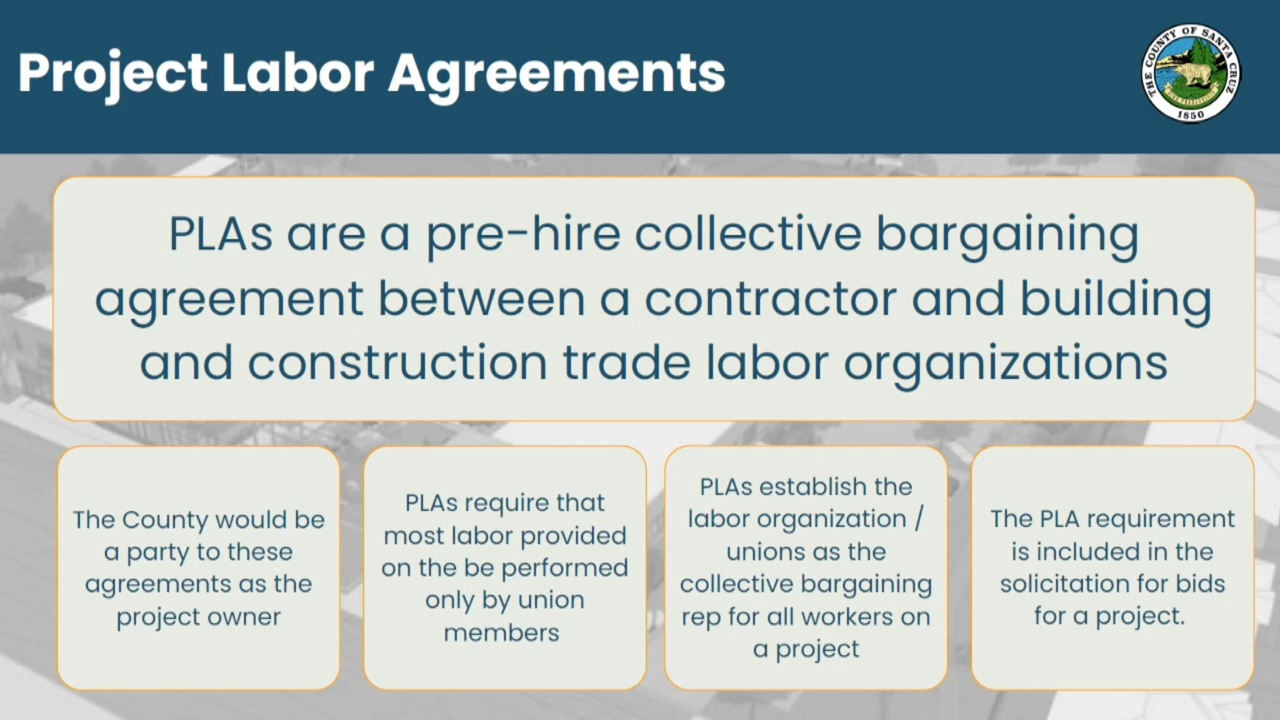 Project Labor Agreements
THE COUNTY OF SANTA CRUZ
1850
PLAs are a pre-hire collective bargaining
agreement between a contractor and building
and construction trade labor organizations
The County would be
a party to these
agreements as the
project owner
PLAs require that
most labor provided
on the be performed
only by union
members
PLAs establish the
labor organization /
unions as the
collective bargaining
rep for all workers on
a project
The PLA requirement
is included in the
solicitation for bids
for a project.